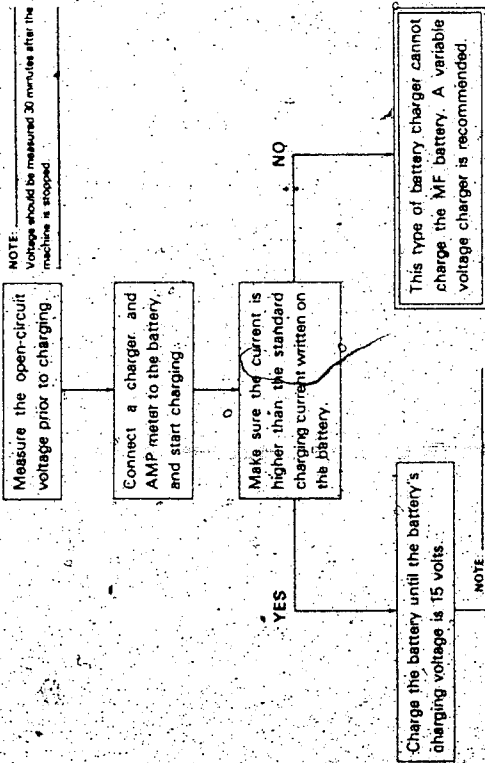 NOTE:
Voltage should be measured 30 minutes after the
machine is stopped.
Measure the open-circuit
voltage prior to charging.
Connect a charger and
AMP meter to the battery,
and start charging.
Make sure the current is
higher than the standard
charging current written on
the battery.
YES
NO
Charge the battery until the battery's
charging voltage is 15 volts.
This type of battery charger cannot
charge the MF battery. A variable
voltage charger is recommended.
NOTE: